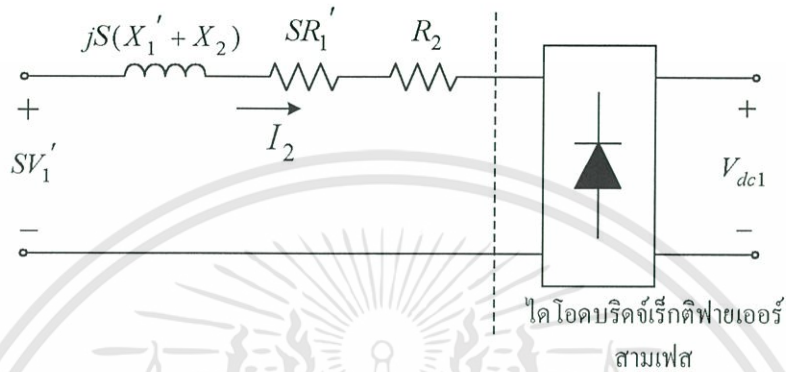 jS(X₁′ + X₂)
SR₁′
R₂
+
I₂
SV₁′
−
+
V_dc1
−
ไดโอดบริดจ์เร็กติฟายเออร์
สามเฟส